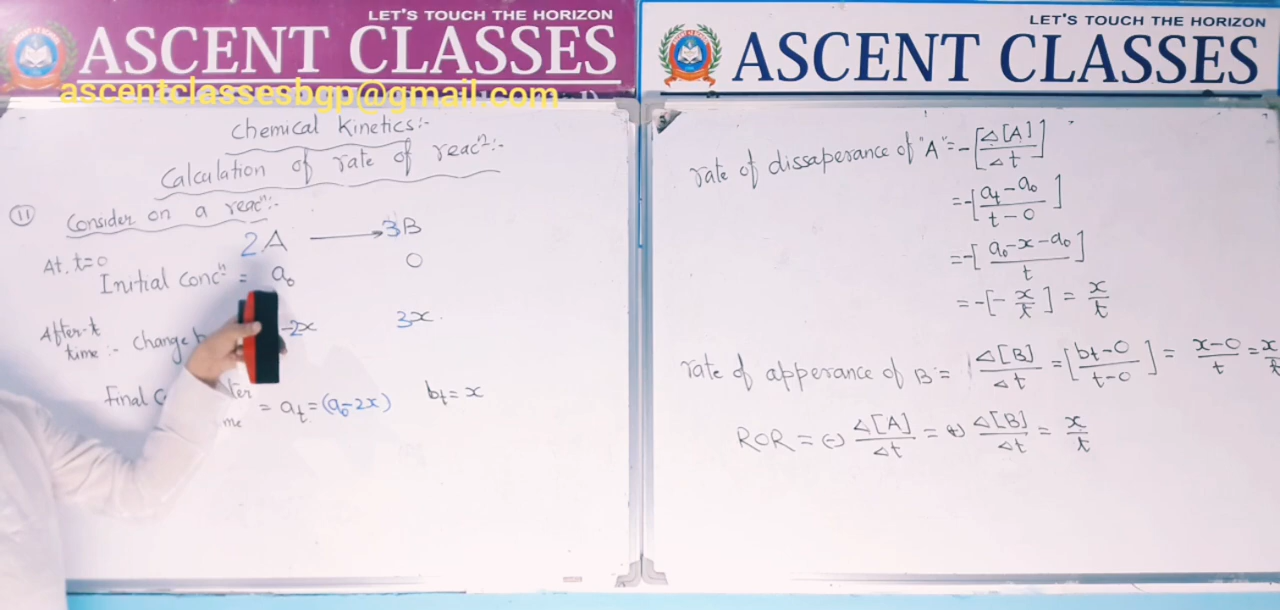 LET'S TOUCH THE HORIZON
ASCENT CLASSES
ascentclassesbgp@gmail.com
Chemical Kinetics:-
Calculation of rate of reacⁿ:-
(11) Consider on a reacⁿ:-
2A → 3B
At. t=0
Initial Concⁿ = a₀ 0
After-t
time:- Change -2x 3x.
Final
= aₜ = (a₀-2x) bₜ = x
me
LET'S TOUCH THE HORIZON
ASCENT CLASSES
rate of dissaperance of "A" = -[Δ[A]/Δt]
= -[aₜ-a₀/t-0]
= -[a₀-x-a₀/t]
= -[-x/t] = x/t
rate of apperance of B = Δ[B]/Δt = [bt-0/t-0] = x-0/t = x/t
ROR = (-) Δ[A]/Δt = (+) Δ[B]/Δt = x/t